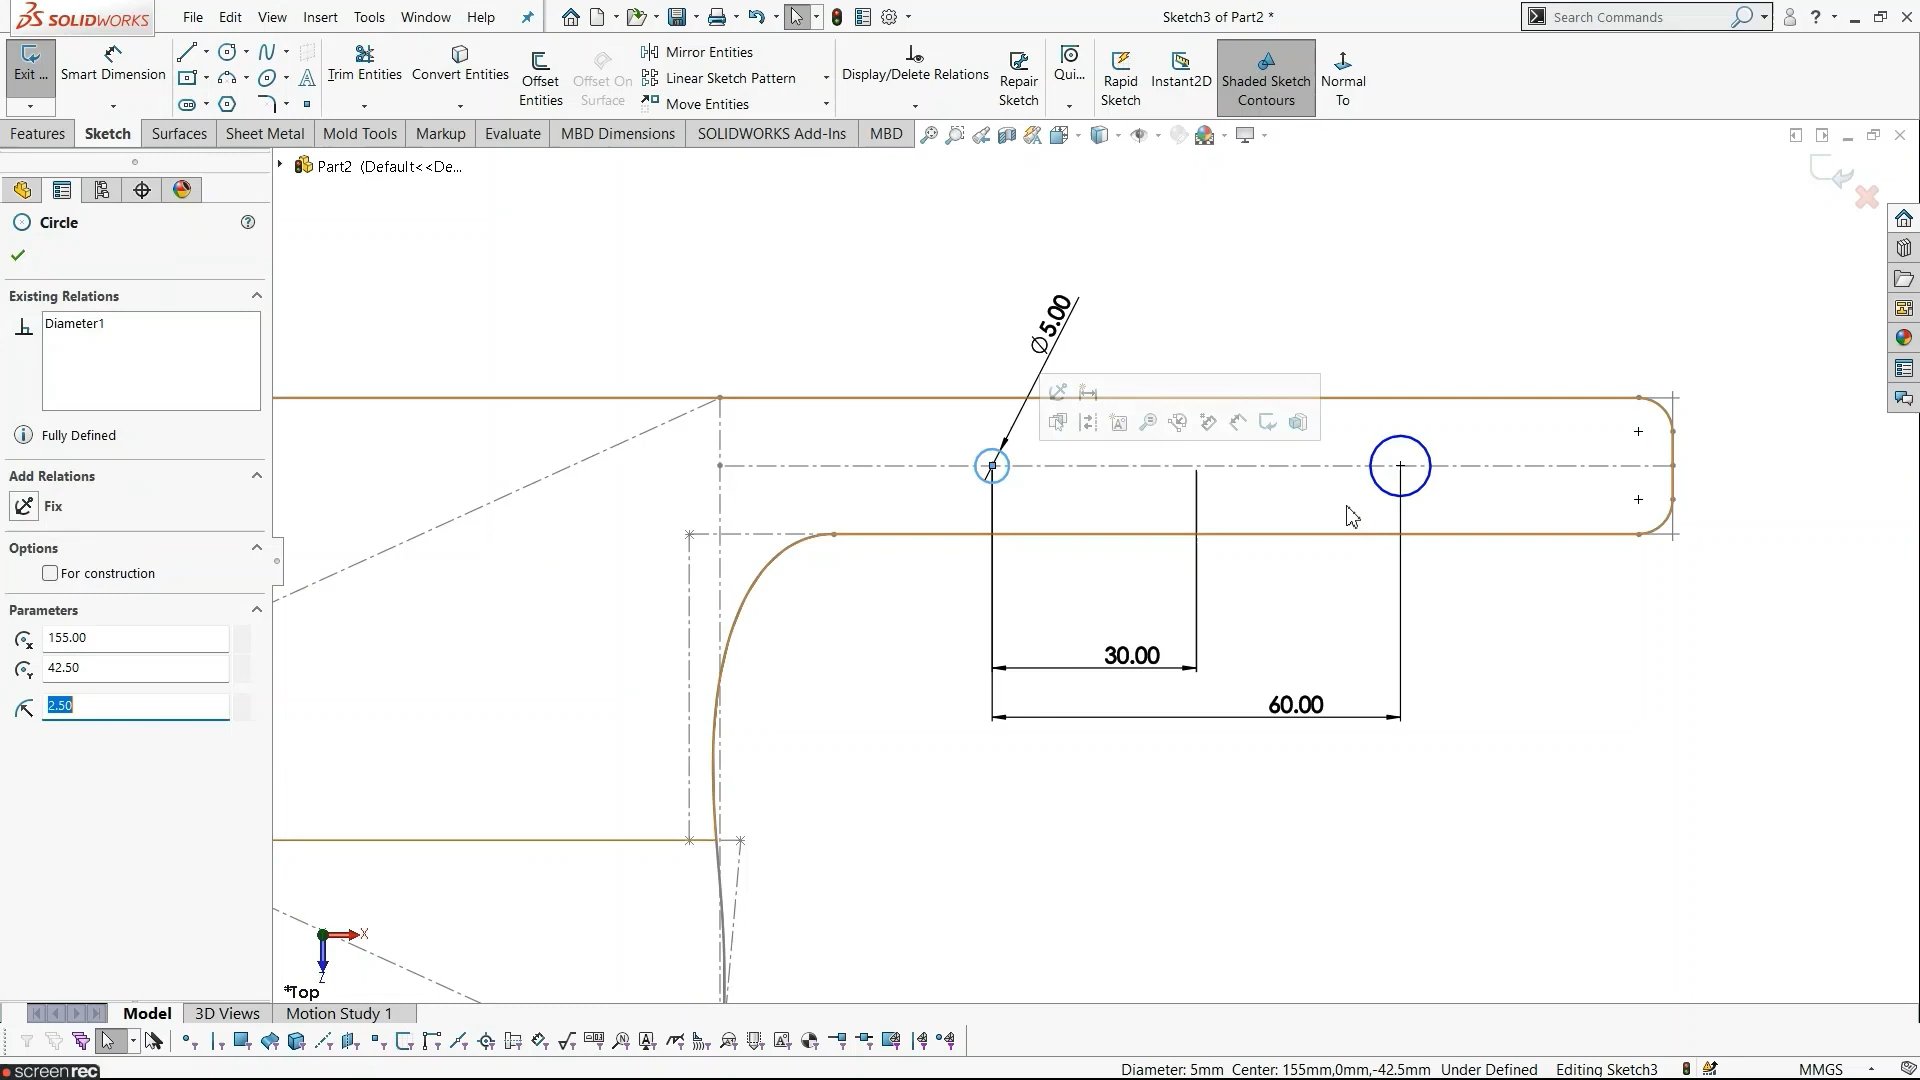 SOLIDWORKS
File Edit View Insert Tools Window Help
Sketch3 of Part2 *
Search Commands
?
Exit ...
Smart Dimension
Trim Entities
Convert Entities
Offset Entities
Offset On Surface
Mirror Entities
Linear Sketch Pattern
Move Entities
Display/Delete Relations
Repair Sketch
Qui...
Rapid Sketch
Instant2D
Shaded Sketch Contours
Normal To
Features Sketch Surfaces Sheet Metal Mold Tools Markup Evaluate MBD Dimensions SOLIDWORKS Add-Ins MBD
Part2 (Default<<De...
Circle
?
Existing Relations
Diameter1
Fully Defined
Add Relations
Fix
Options
For construction
Parameters
155.00
42.50
2.50
∅5.00
30.00
60.00
X
Z
*Top
Model 3D Views Motion Study 1
screenrec
Diameter: 5mm Center: 155mm,0mm,-42.5mm Under Defined Editing Sketch3 MMGS